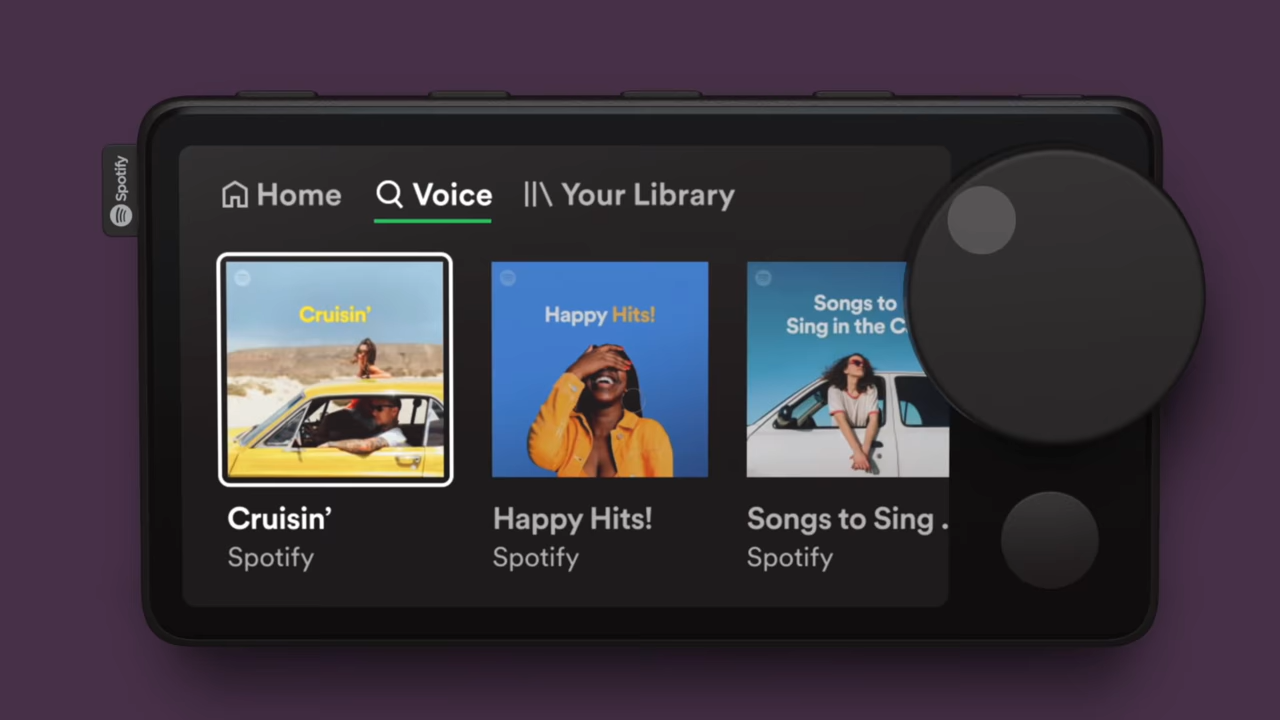 Spotify
Home
Voice
Your Library
Cruisin’
Happy Hits!
Songs to
Sing in the C
Cruisin’
Spotify
Happy Hits!
Spotify
Songs to Sing .
Spotify